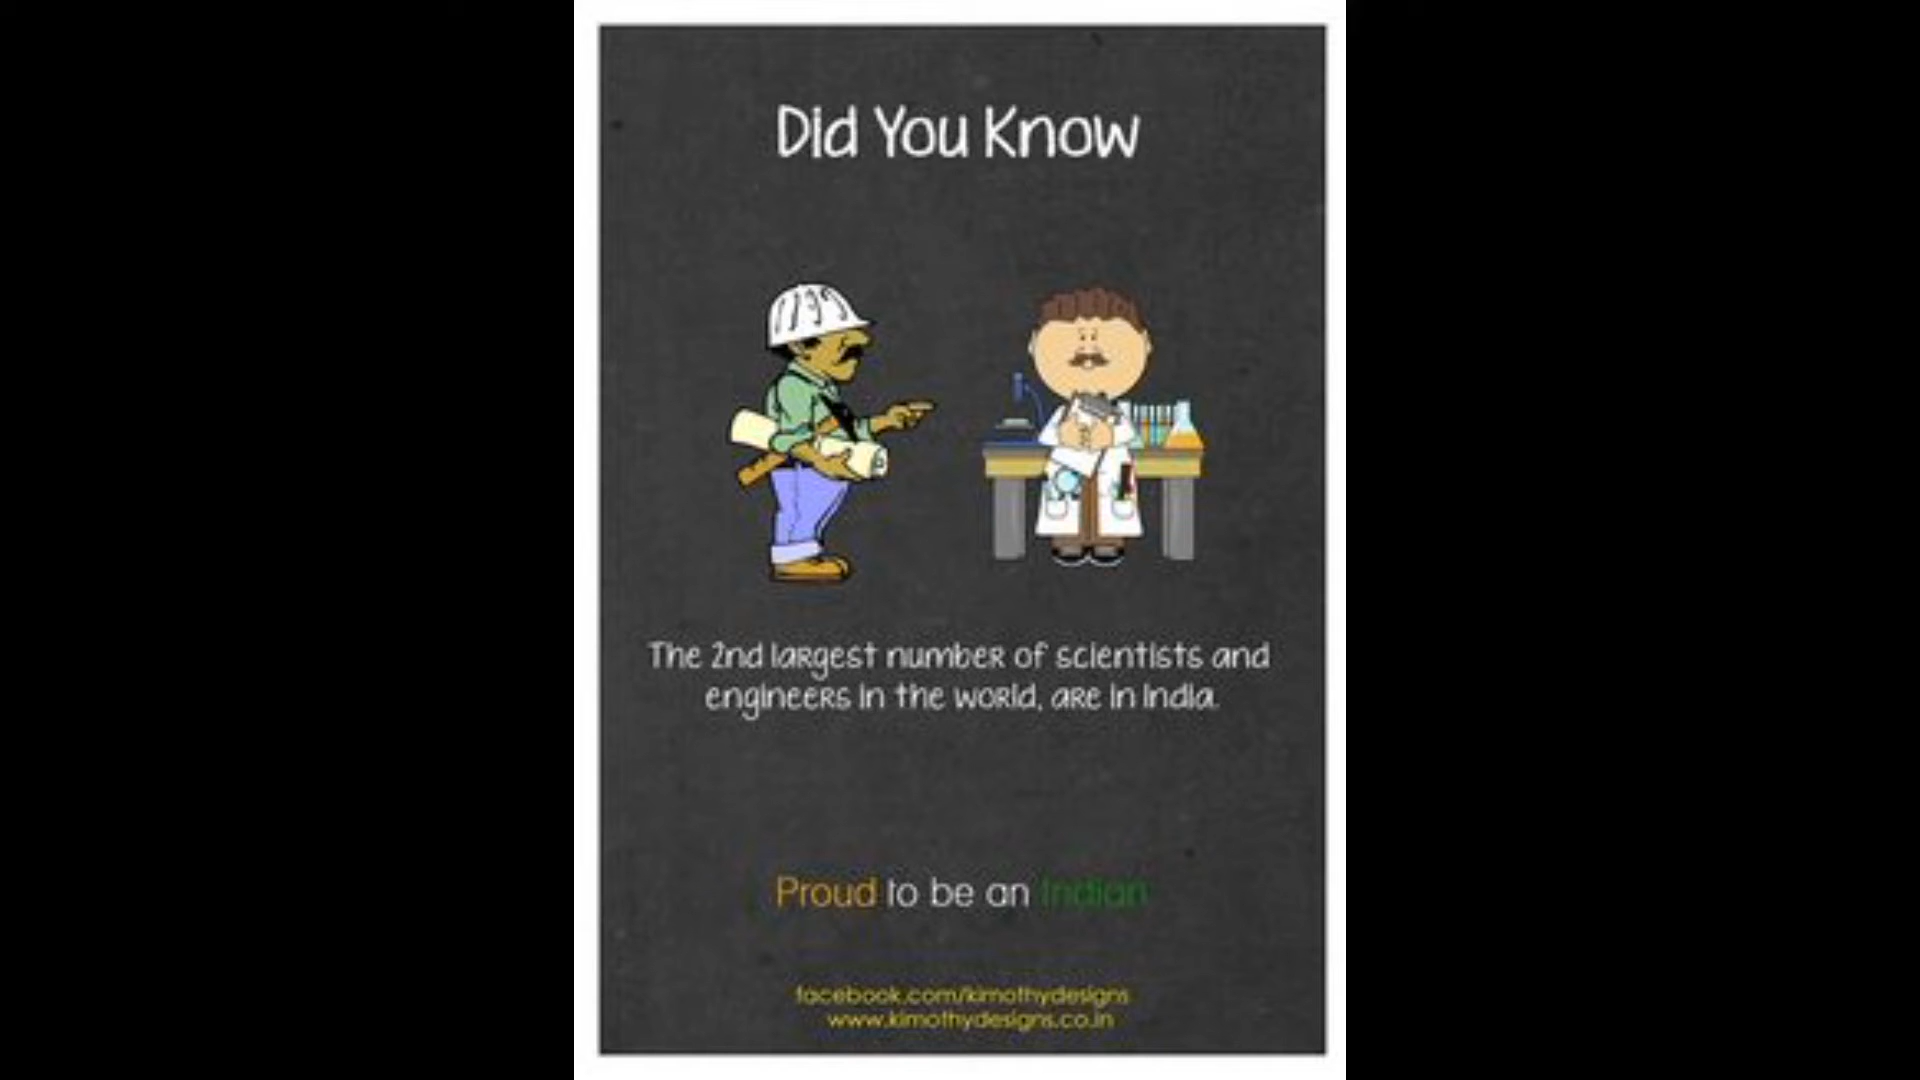 Did You Know
The 2nd largest number of scientists and
engineers in the world, are in India.
Proud to be an Indian
facebook.com/kimothydesigns
www.kimothydesigns.co.in